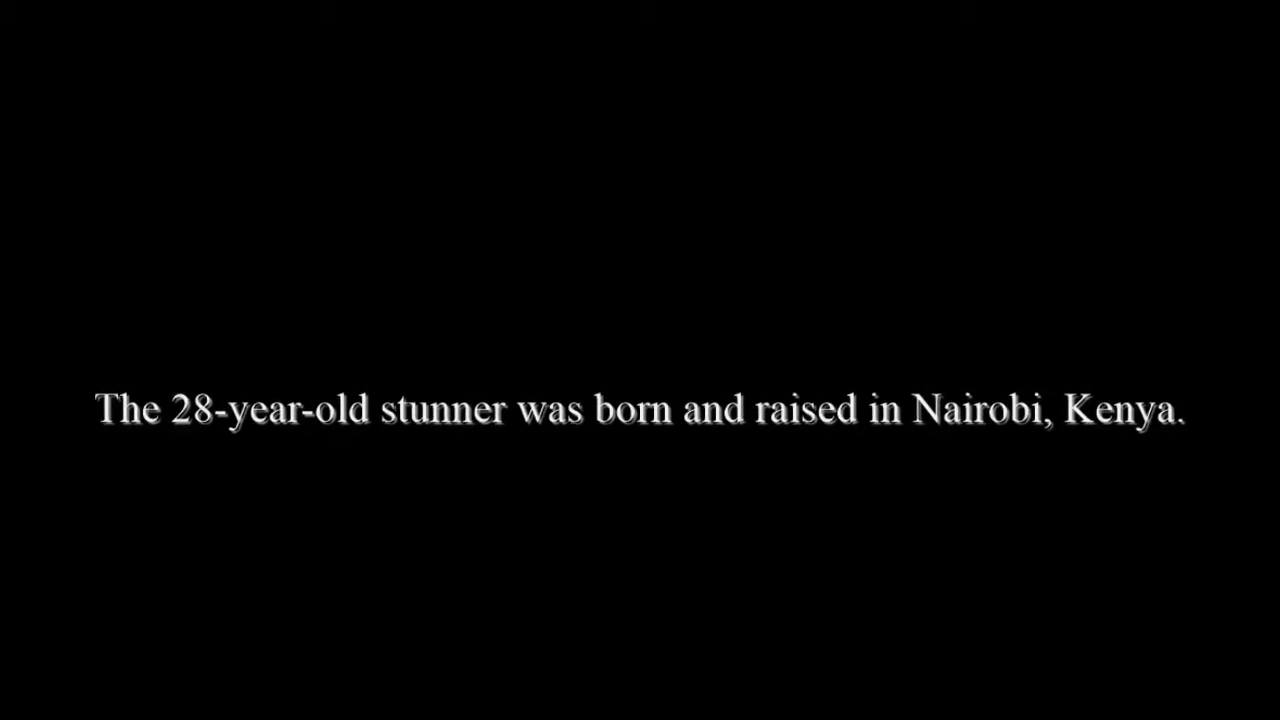 The 28-year-old stunner was born and raised in Nairobi, Kenya.